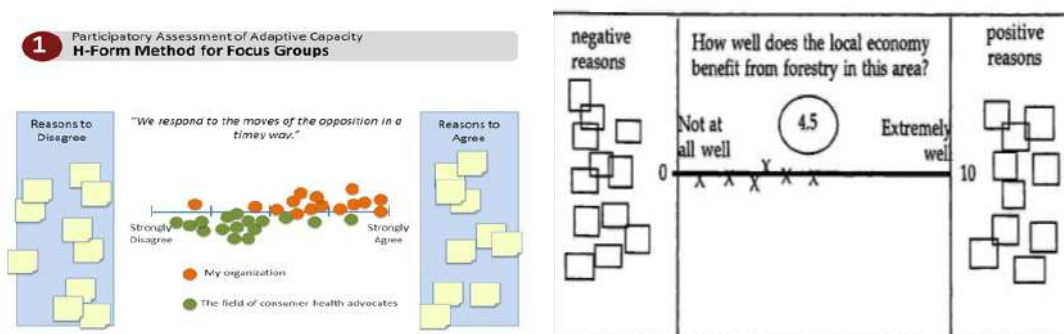 1
Participatory Assessment of Adaptive Capacity
H-Form Method for Focus Groups
Reasons to
Disagree
"We respond to the moves of the opposition in a
timey way."
Reasons to
Agree
Strongly
Disagree
Strongly
Agree
My organization
The field of consumer health advocates
negative
reasons
How well does the local economy
benefit from forestry in this area?
positive
reasons
4.5
Not at
all well
Extremely
well
0
10
X X X X X X